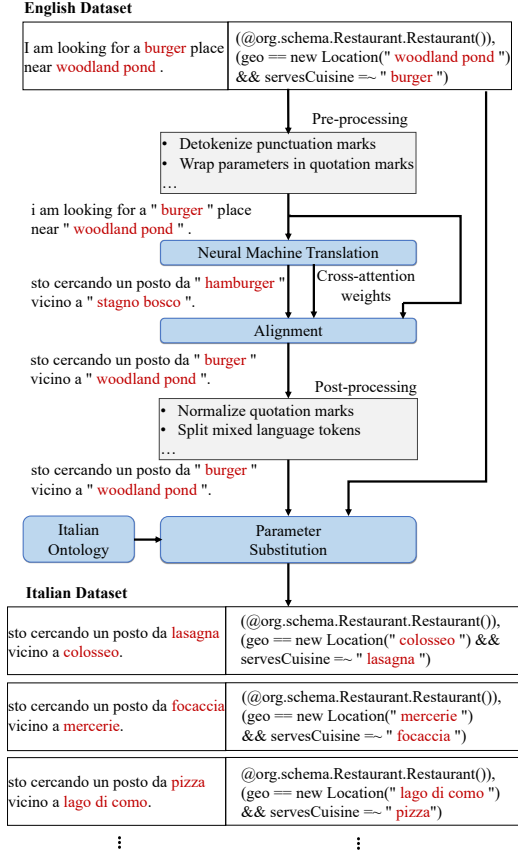 English Dataset
I am looking for a burger place
near woodland pond .
(@org.schema.Restaurant.Restaurant()),
(geo == new Location(" woodland pond ")
&& servesCuisine =~ " burger ")
Pre-processing
• Detokenize punctuation marks
• Wrap parameters in quotation marks
…
i am looking for a " burger " place
near " woodland pond " .
Neural Machine Translation
sto cercando un posto da " hamburger "
vicino a " stagno bosco ".
Cross-attention
weights
Alignment
sto cercando un posto da " burger "
vicino a " woodland pond ".
Post-processing
• Normalize quotation marks
• Split mixed language tokens
…
sto cercando un posto da " burger "
vicino a " woodland pond ".
Italian
Ontology
Parameter
Substitution
Italian Dataset
sto cercando un posto da lasagna
vicino a colosseo.
(@org.schema.Restaurant.Restaurant()),
(geo == new Location(" colosseo ") &&
servesCuisine =~ " lasagna ")
sto cercando un posto da focaccia
vicino a mercerie.
(@org.schema.Restaurant.Restaurant()),
(geo == new Location(" mercerie ")
&& servesCuisine =~ " focaccia ")
sto cercando un posto da pizza
vicino a lago di como.
@org.schema.Restaurant.Restaurant()),
(geo == new Location(" lago di como ")
&& servesCuisine =~ " pizza")